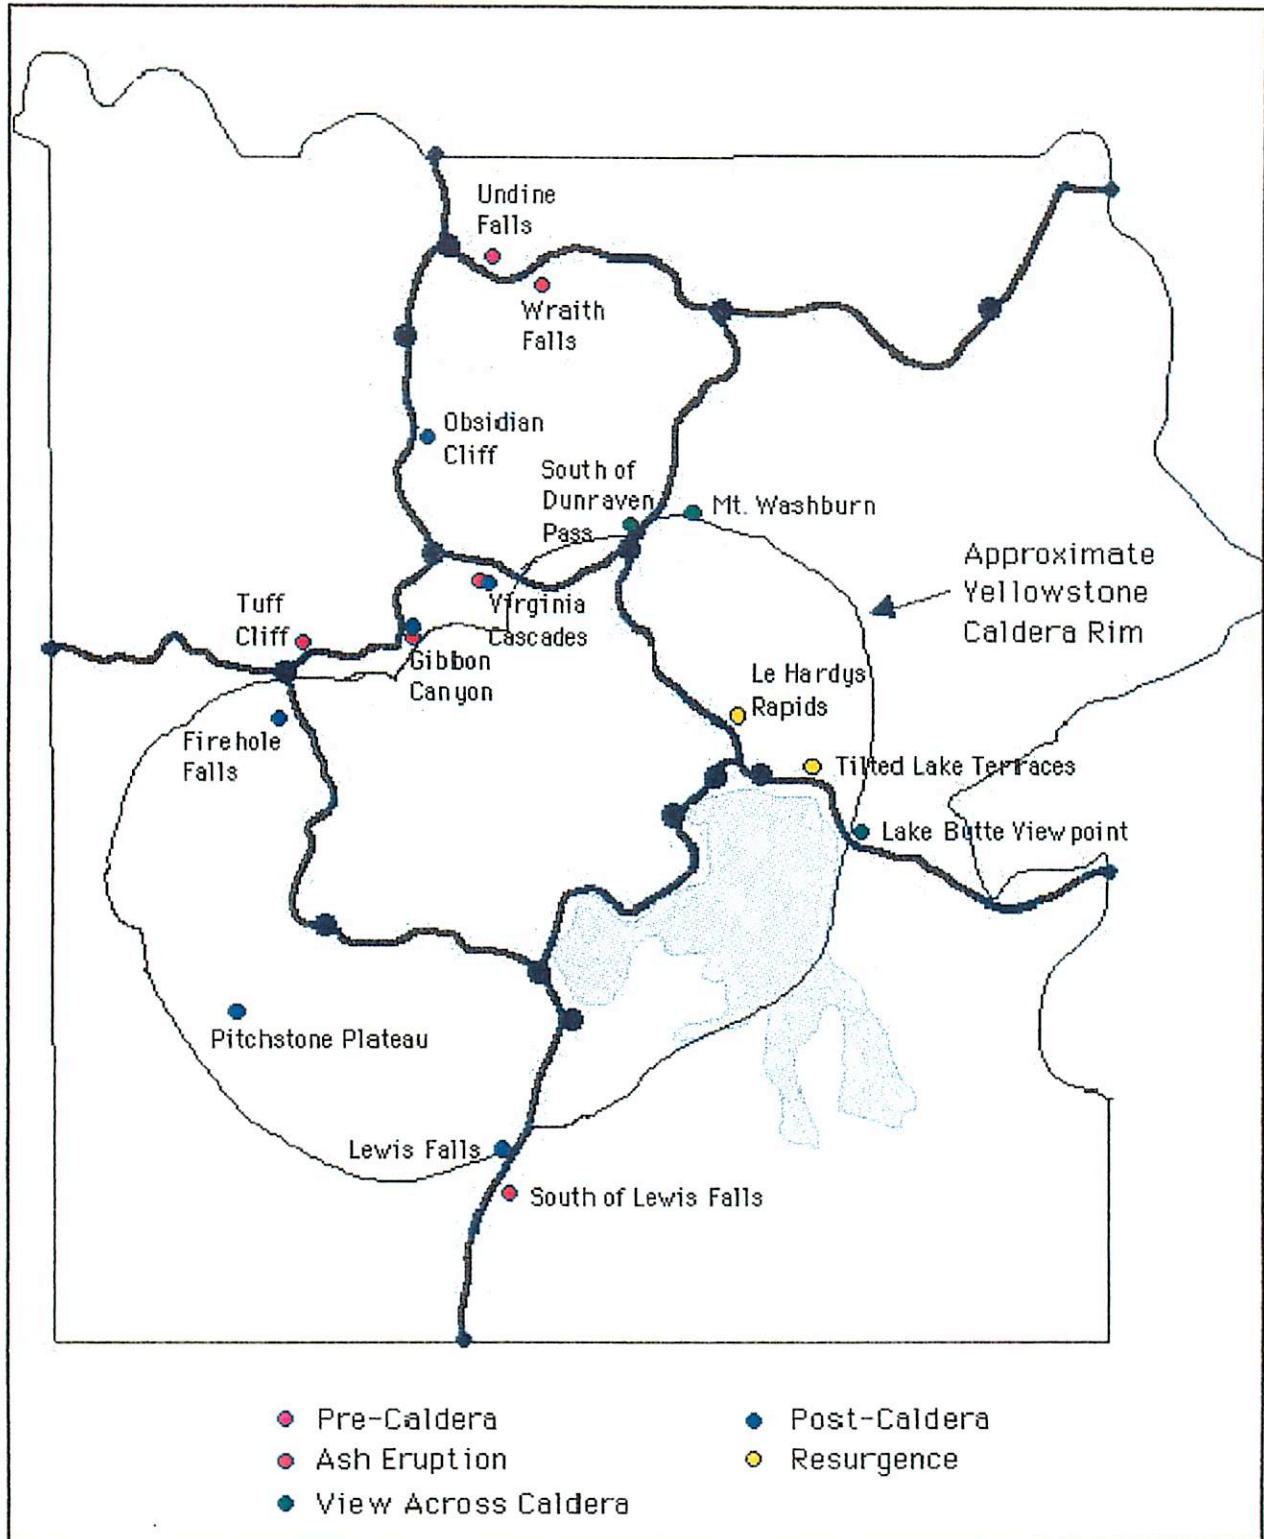 Undine
Falls
Wraith
Falls
Obsidian
Cliff
South of
Dunraven
Pass
Mt. Washburn
Approximate
Yellowstone
Caldera Rim
Tuff
Cliff
Virginia
Cascades
Gibbon
Canyon
Le Hardys
Rapids
Firehole
Falls
Tilted Lake Terraces
Lake Butte Viewpoint
Pitchstone Plateau
Lewis Falls
South of Lewis Falls
Pre-Caldera
Ash Eruption
View Across Caldera
Post-Caldera
Resurgence